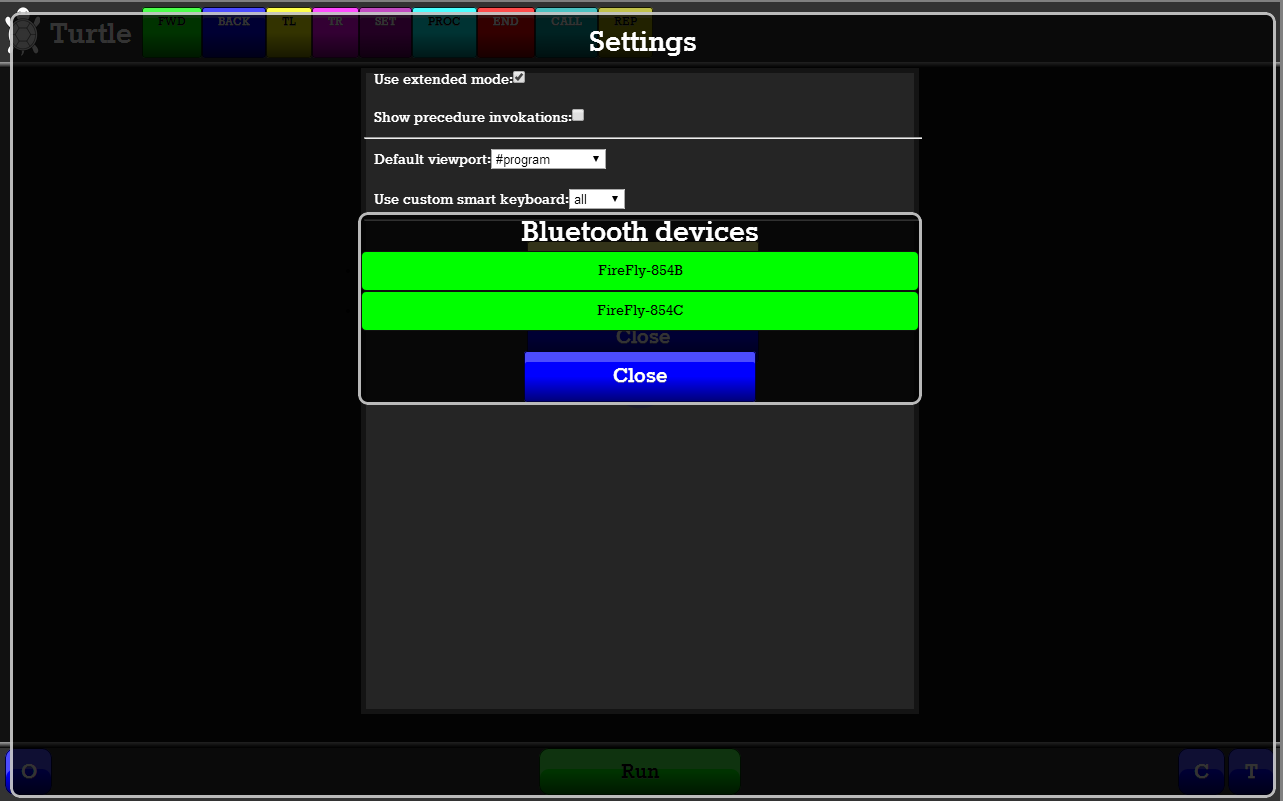 Turtle FWD BACK TL TR SET PROC END CALL REP
Settings
Use extended mode:
Show precedure invokations:
Default viewport: #program
Use custom smart keyboard: all
Bluetooth devices
FireFly-854B
FireFly-854C
Close
Close
O Run C T